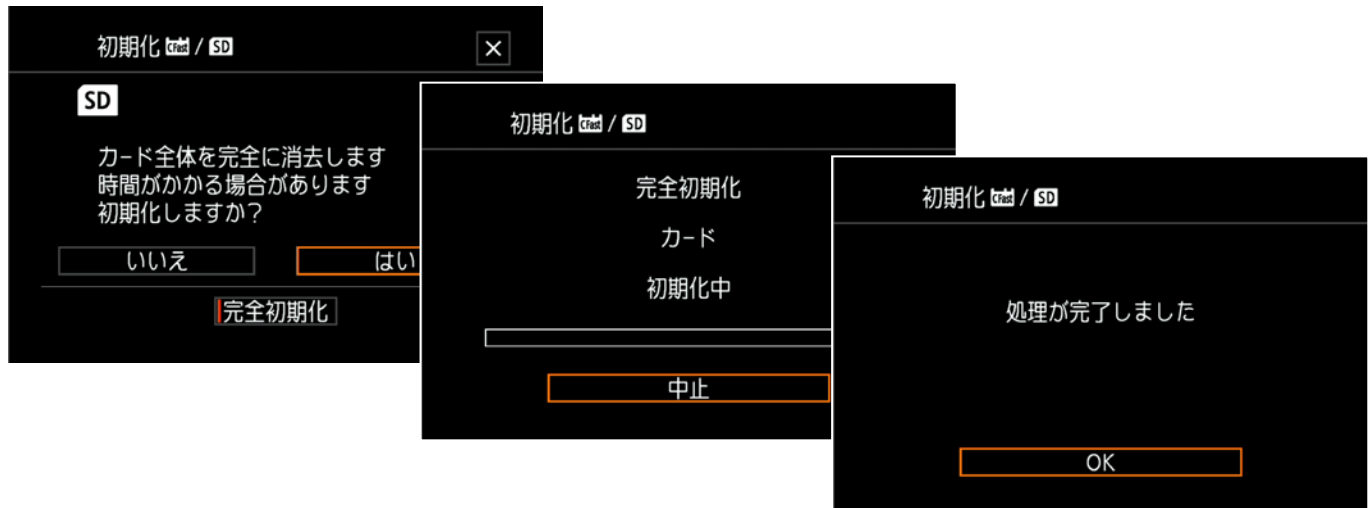 初期化 CFast / SD
SD
カード全体を完全に消去します
時間がかかる場合があります
初期化しますか?
いいえ
はい
完全初期化
初期化 CFast / SD
完全初期化
カード
初期化中
中止
初期化 CFast / SD
処理が完了しました
OK